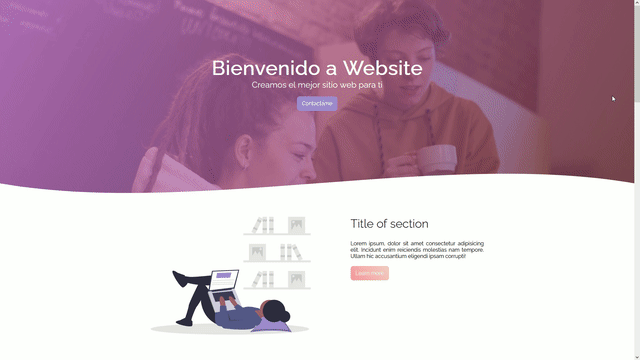 Bienvenido a Website
Creamos el mejor sitio web para ti
Contactame
Title of section
Lorem ipsum, dolor sit amet consectetur adipisicing
elit. Incidunt enim reiciendis molestias nam tempore.
Ullam hic accusantium eligendi ipsam corrupti!
Learn more